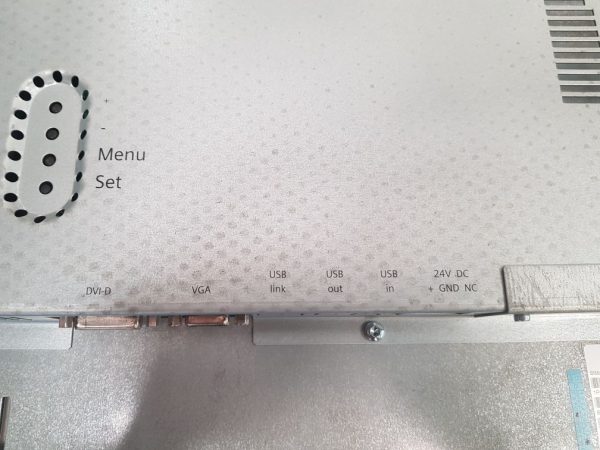 +
-
Menu
Set
DVI-D
VGA
USB
link
USB
out
USB
in
24V DC
+ GND NC